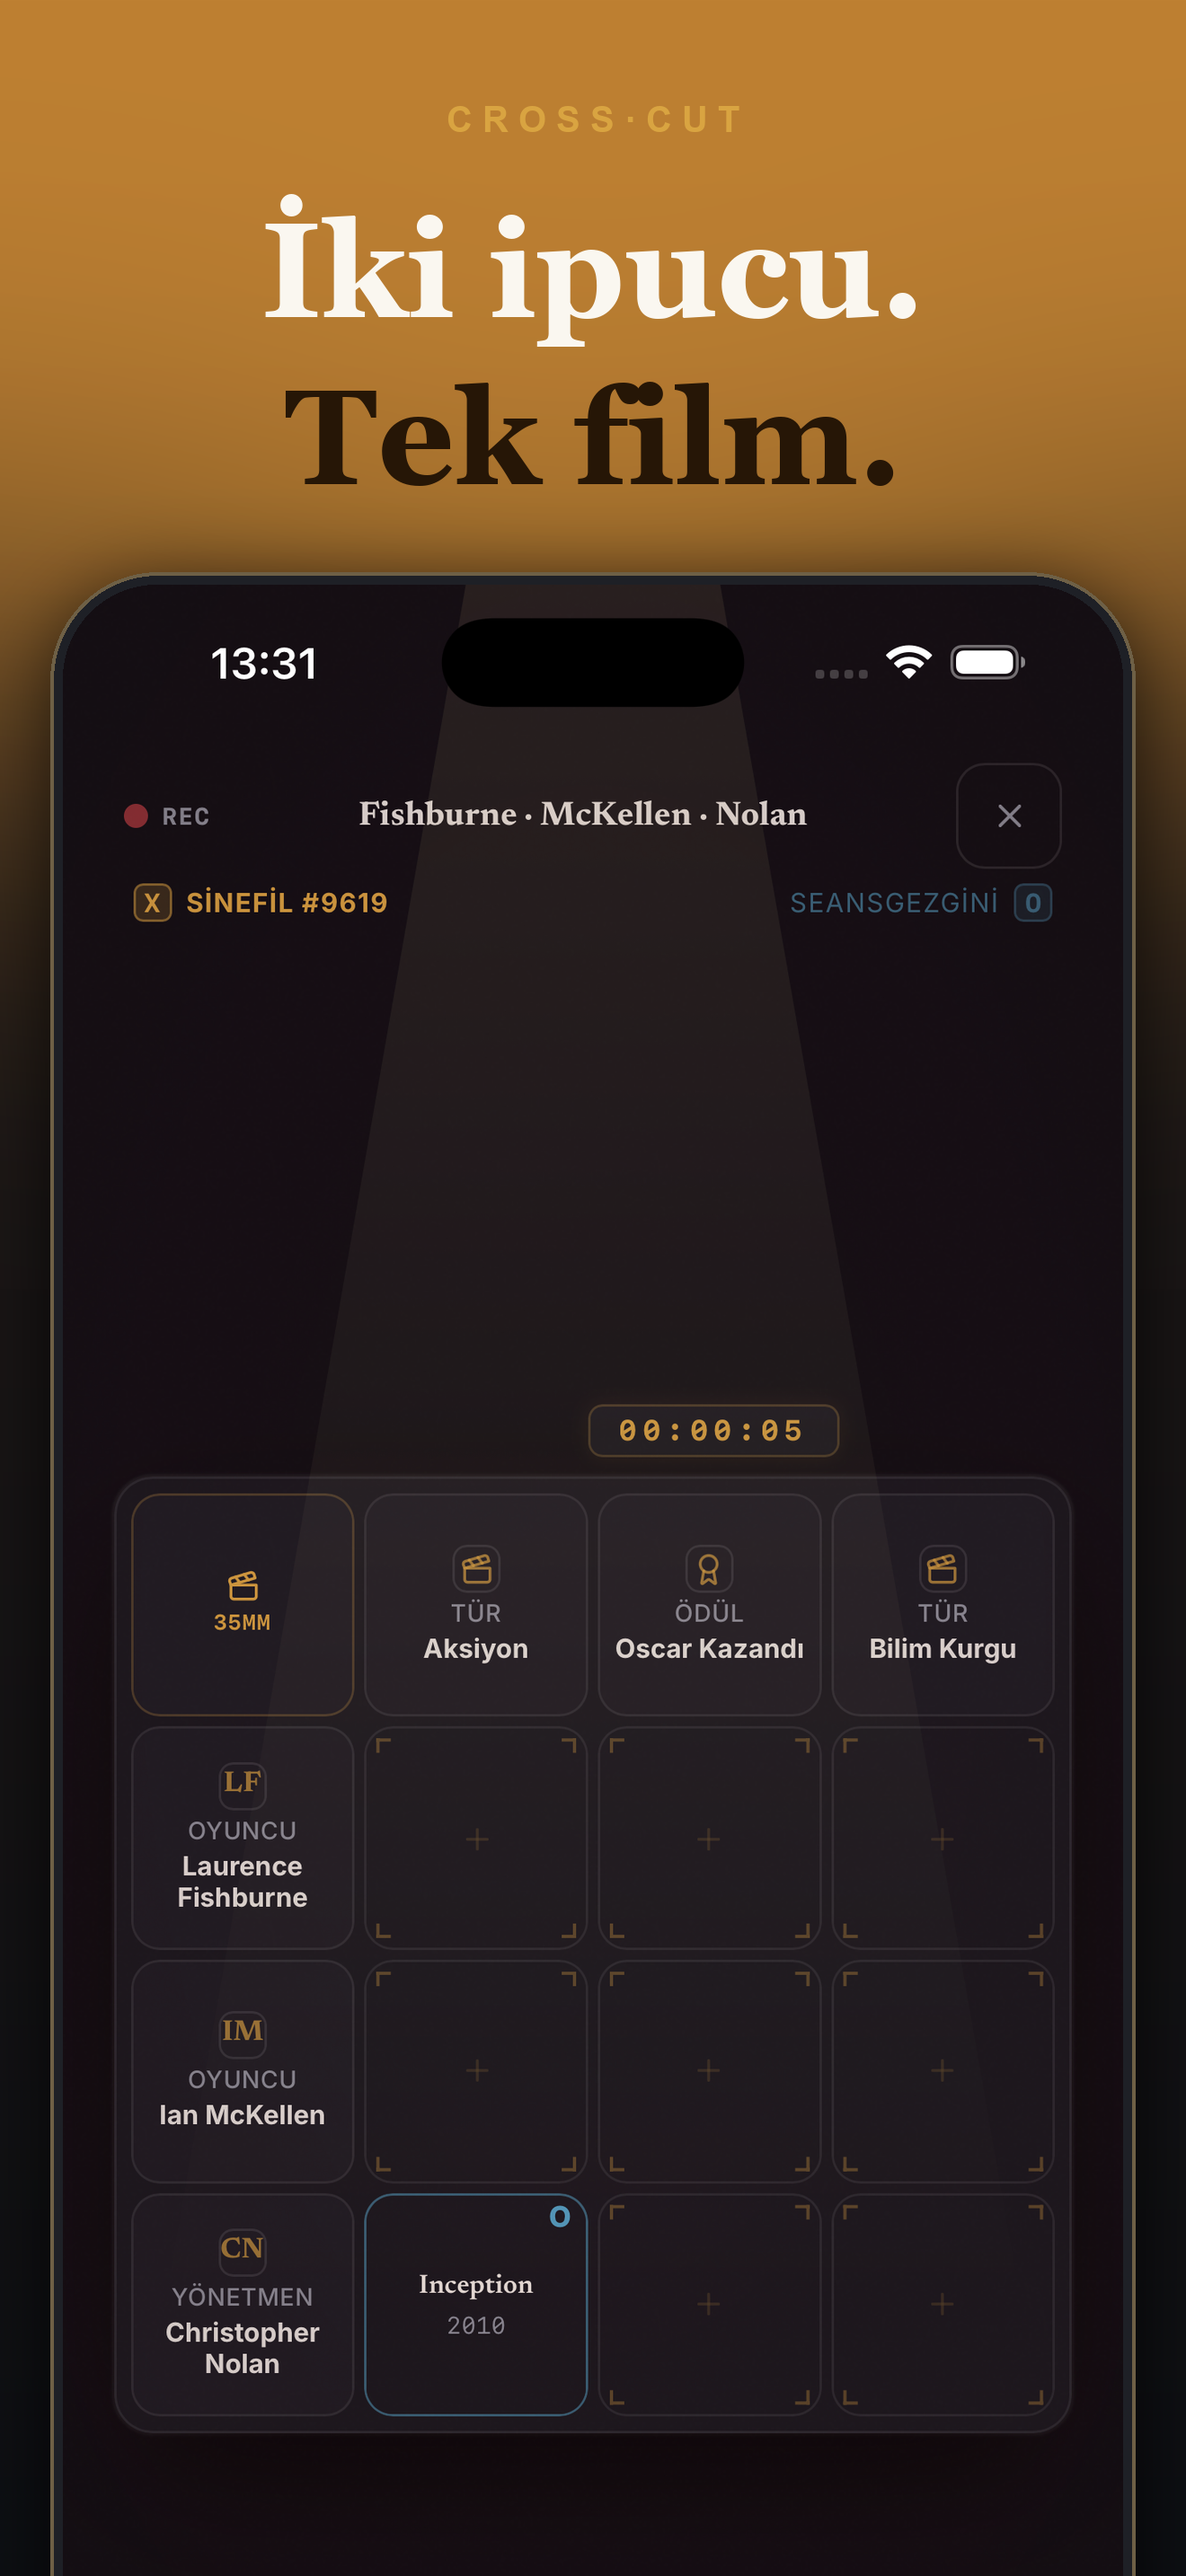 CROSS·CUT
İki ipucu.
Tek film.
13:31
REC
Fishburne · McKellen · Nolan
X SİNEFİL #9619
SEANSGEZGİNİ O
00:00:05
35MM
TÜR
Aksiyon
ÖDÜL
Oscar Kazandı
TÜR
Bilim Kurgu
LF
OYUNCU
Laurence
Fishburne
IM
OYUNCU
Ian McKellen
CN
YÖNETMEN
Christopher
Nolan
O
Inception
2010